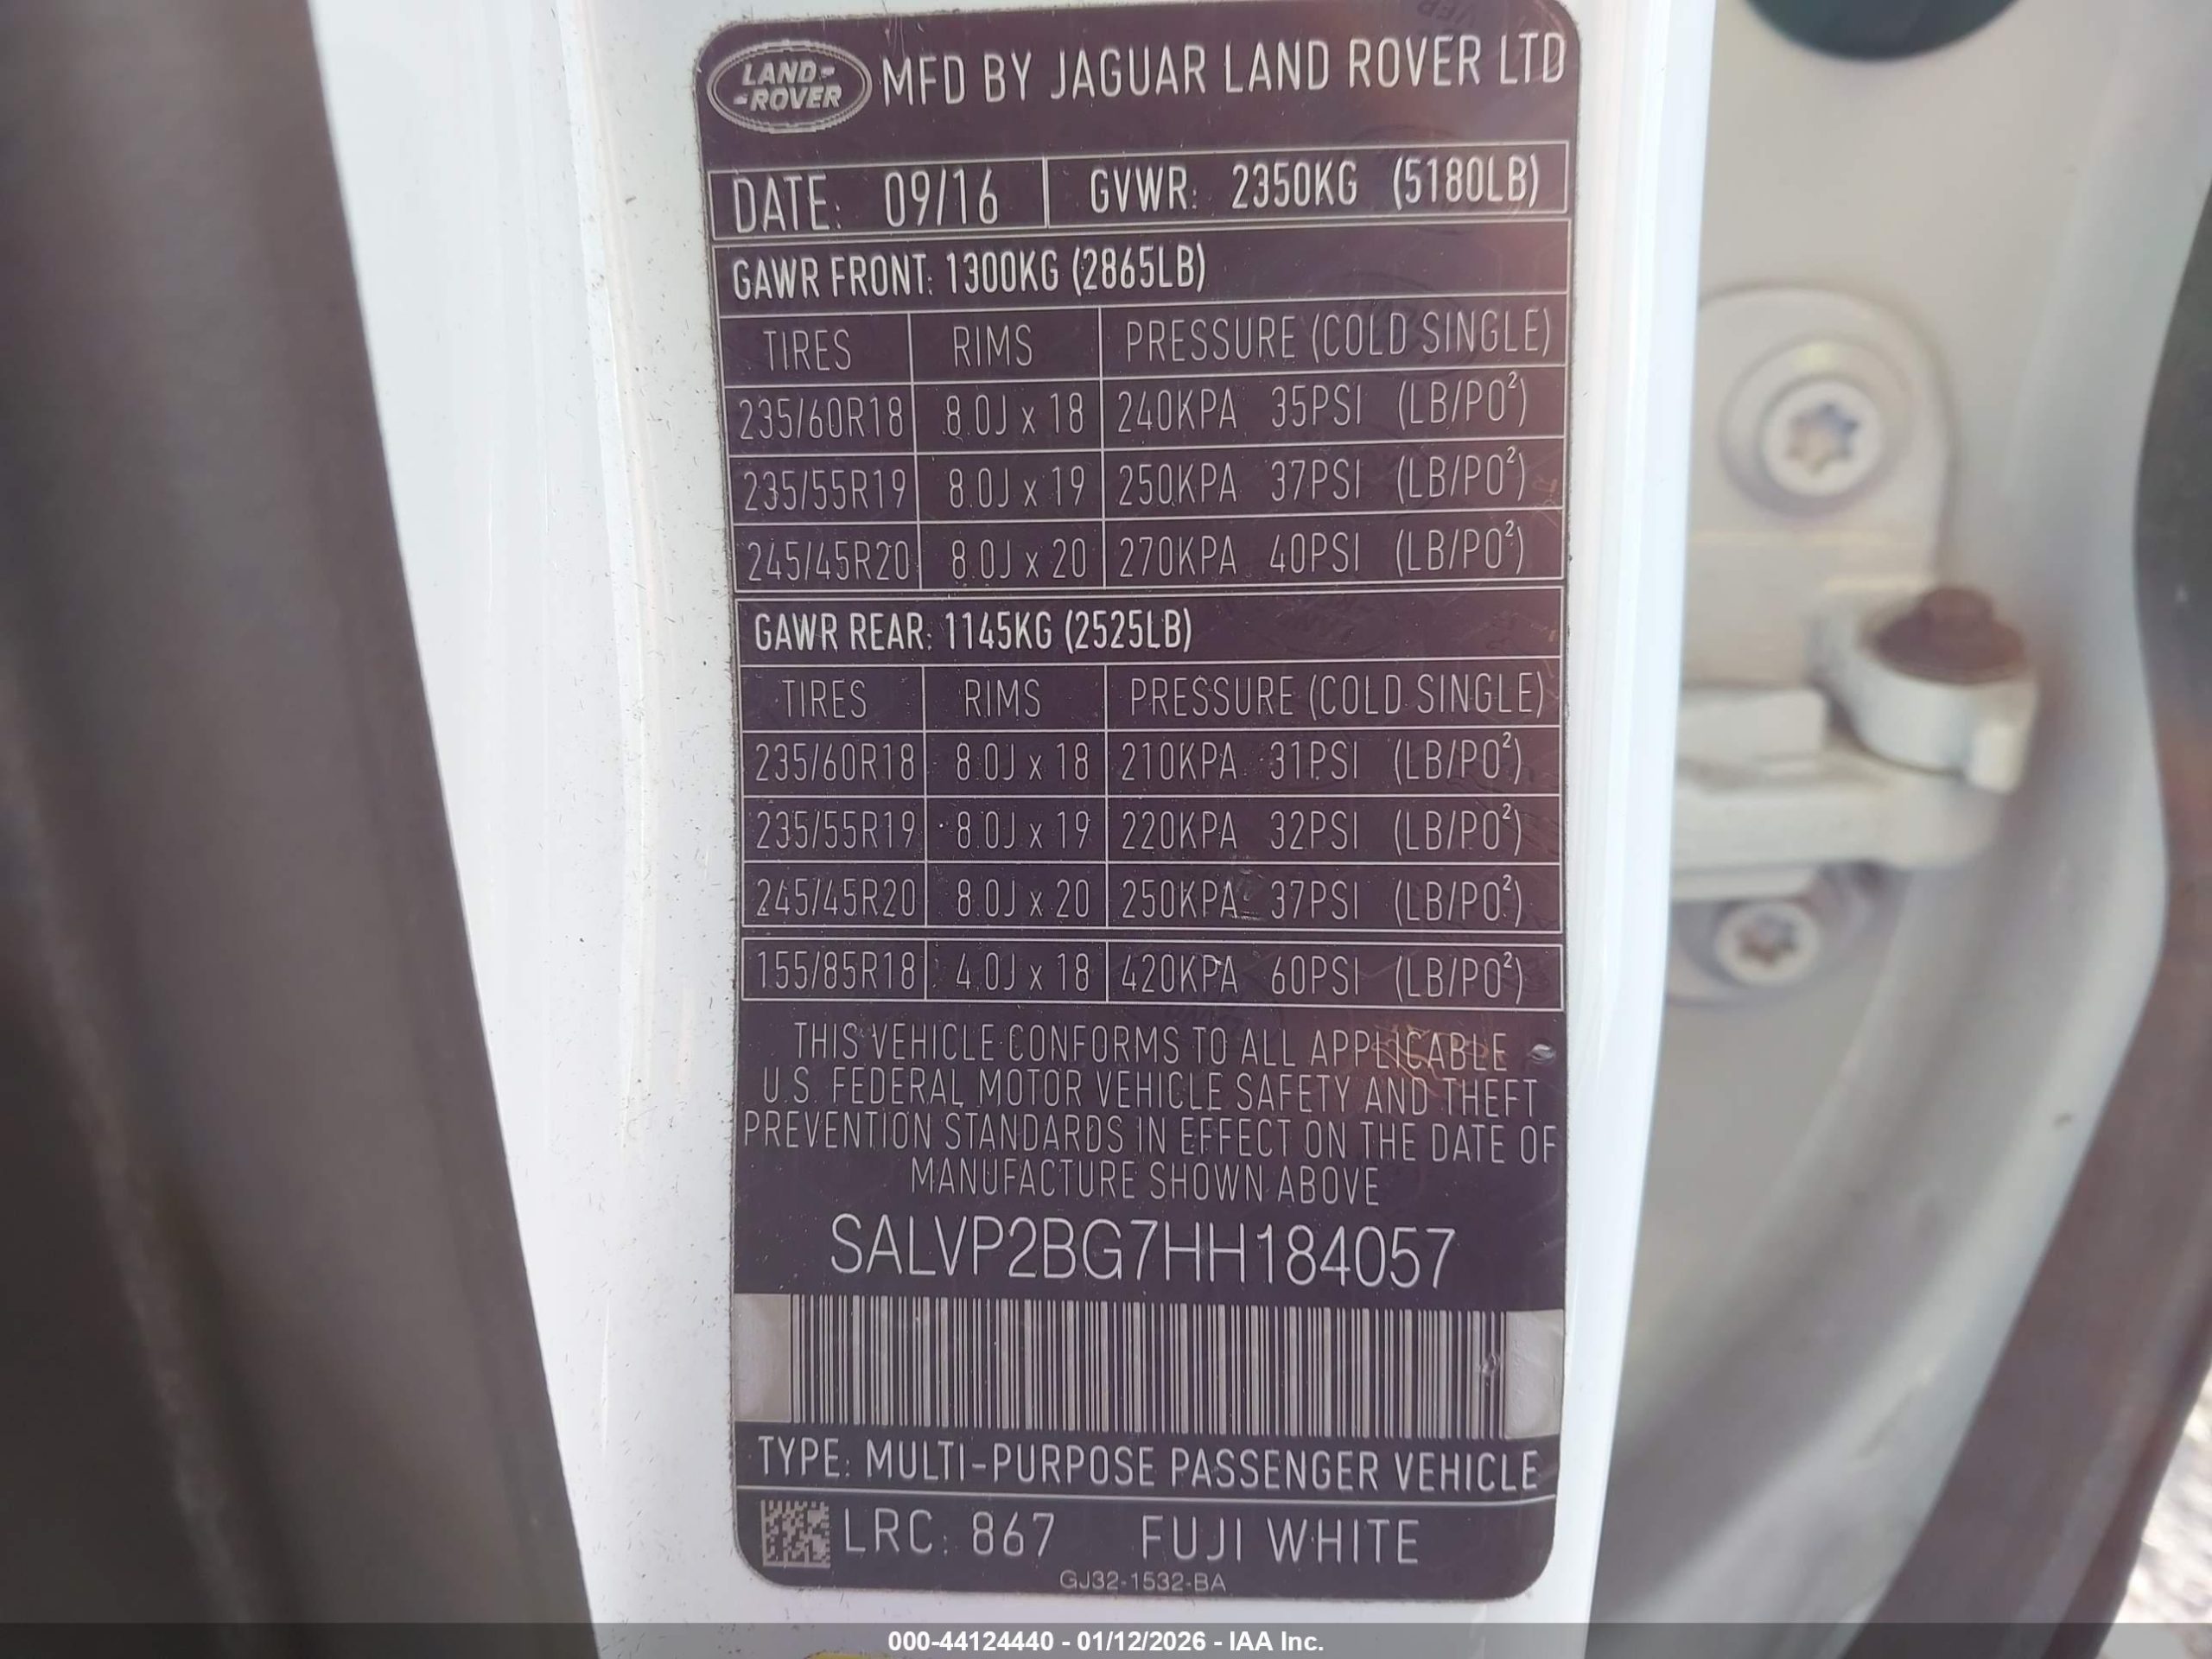 LAND-
-ROVER
MFD BY JAGUAR LAND ROVER LTD
DATE: 09/16 GVWR: 2350KG (5180LB)
GAWR FRONT: 1300KG (2865LB)
TIRES RIMS PRESSURE (COLD SINGLE)
235/60R18 8.0J x 18 240KPA 35PSI (LB/PO²)
235/55R19 8.0J x 19 250KPA 37PSI (LB/PO²)
245/45R20 8.0J x 20 270KPA 40PSI (LB/PO²)
GAWR REAR: 1145KG (2525LB)
TIRES RIMS PRESSURE (COLD SINGLE)
235/60R18 8.0J x 18 210KPA 31PSI (LB/PO²)
235/55R19 8.0J x 19 220KPA 32PSI (LB/PO²)
245/45R20 8.0J x 20 250KPA 37PSI (LB/PO²)
155/85R18 4.0J x 18 420KPA 60PSI (LB/PO²)
THIS VEHICLE CONFORMS TO ALL APPLICABLE
U.S. FEDERAL MOTOR VEHICLE SAFETY AND THEFT
PREVENTION STANDARDS IN EFFECT ON THE DATE OF
MANUFACTURE SHOWN ABOVE
SALVP2BG7HH184057
TYPE: MULTI-PURPOSE PASSENGER VEHICLE
LRC: 867 FUJI WHITE
GJ32-1532-BA
000-44124440 - 01/12/2026 - IAA Inc.